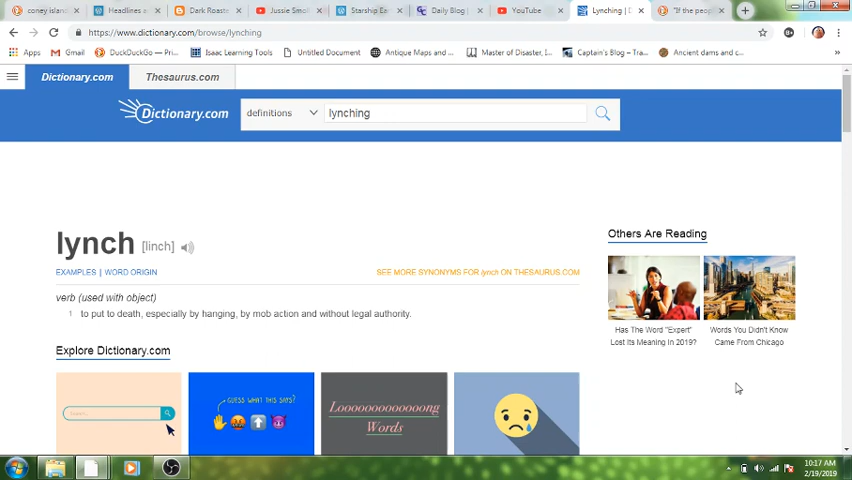 coney island
Headlines a
Dark Roaste
Jussie Smoll
Starship Ea
Daily Blog |
YouTube
Lynching | D
"If the peopl
https://www.dictionary.com/browse/lynching
Apps
Gmail
DuckDuckGo — Priva
Isaac Learning Lists
Untitled Document
Antique Maps and
Master of Disaster, I
Captain's Blog – Tra
Ancient dams and c
Dictionary.com
Thesaurus.com
Dictionary.com
definitions
lynching
lynch [linch]
EXAMPLES | WORD ORIGIN
SEE MORE SYNONYMS FOR lynch ON THESAURUS.COM
verb (used with object)
1 to put to death, especially by hanging, by mob action and without legal authority.
Explore Dictionary.com
GUESS WHAT THIS SAYS?
Looooooooooooong
Words
Others Are Reading
Has The Word "Expert"
Lost Its Meaning In 2019?
Words You Didn't Know
Came From Chicago
10:17 AM
2/19/2019